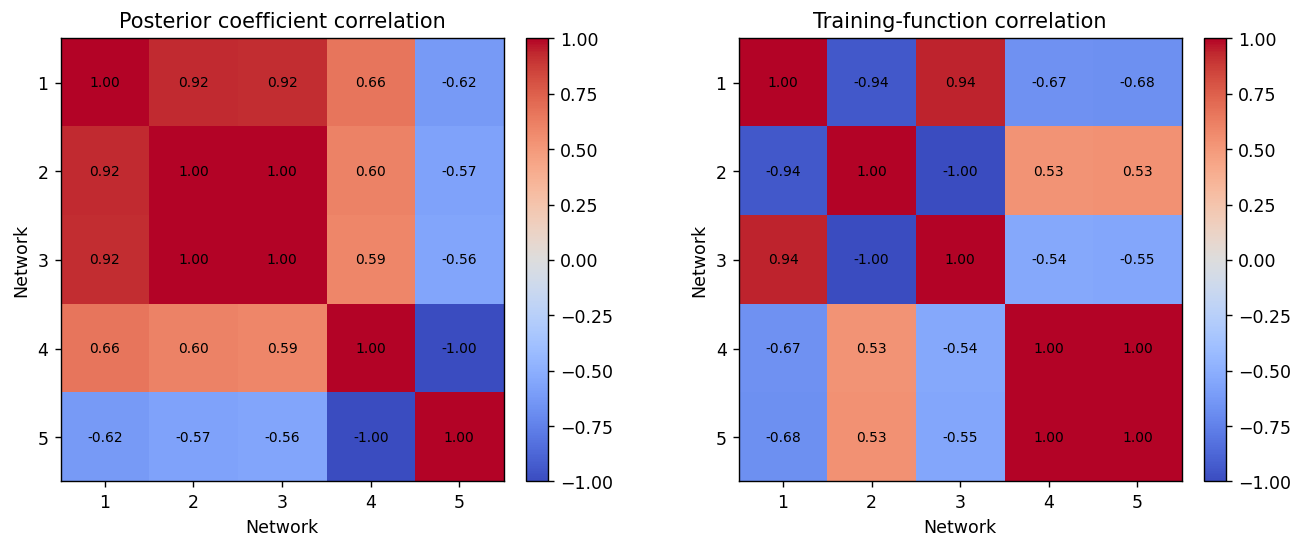 Posterior coefficient correlation
Network
1 1.00 0.92 0.92 0.66 -0.62
2 0.92 1.00 1.00 0.60 -0.57
3 0.92 1.00 1.00 0.59 -0.56
4 0.66 0.60 0.59 1.00 -1.00
5 -0.62 -0.57 -0.56 -1.00 1.00
1 2 3 4 5
Network
1.00
0.75
0.50
0.25
0.00
−0.25
−0.50
−0.75
−1.00
Training-function correlation
Network
1 1.00 -0.94 0.94 -0.67 -0.68
2 -0.94 1.00 -1.00 0.53 0.53
3 0.94 -1.00 1.00 -0.54 -0.55
4 -0.67 0.53 -0.54 1.00 1.00
5 -0.68 0.53 -0.55 1.00 1.00
1 2 3 4 5
Network
1.00
0.75
0.50
0.25
0.00
−0.25
−0.50
−0.75
−1.00